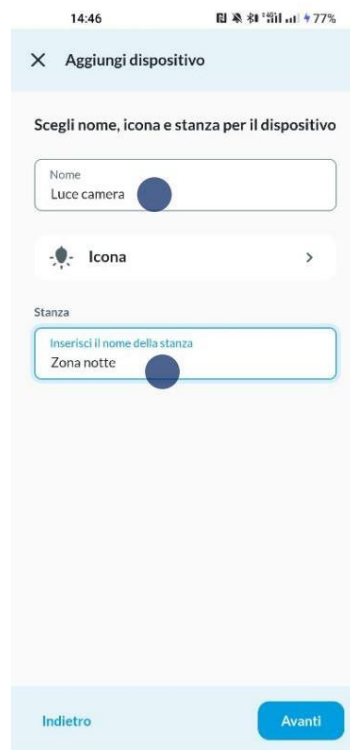 14:46
77%
Aggiungi dispositivo
Scegli nome, icona e stanza per il dispositivo
Nome
Luce camera
Icona
Stanza
Inserisci il nome della stanza
Zona notte
Indietro
Avanti